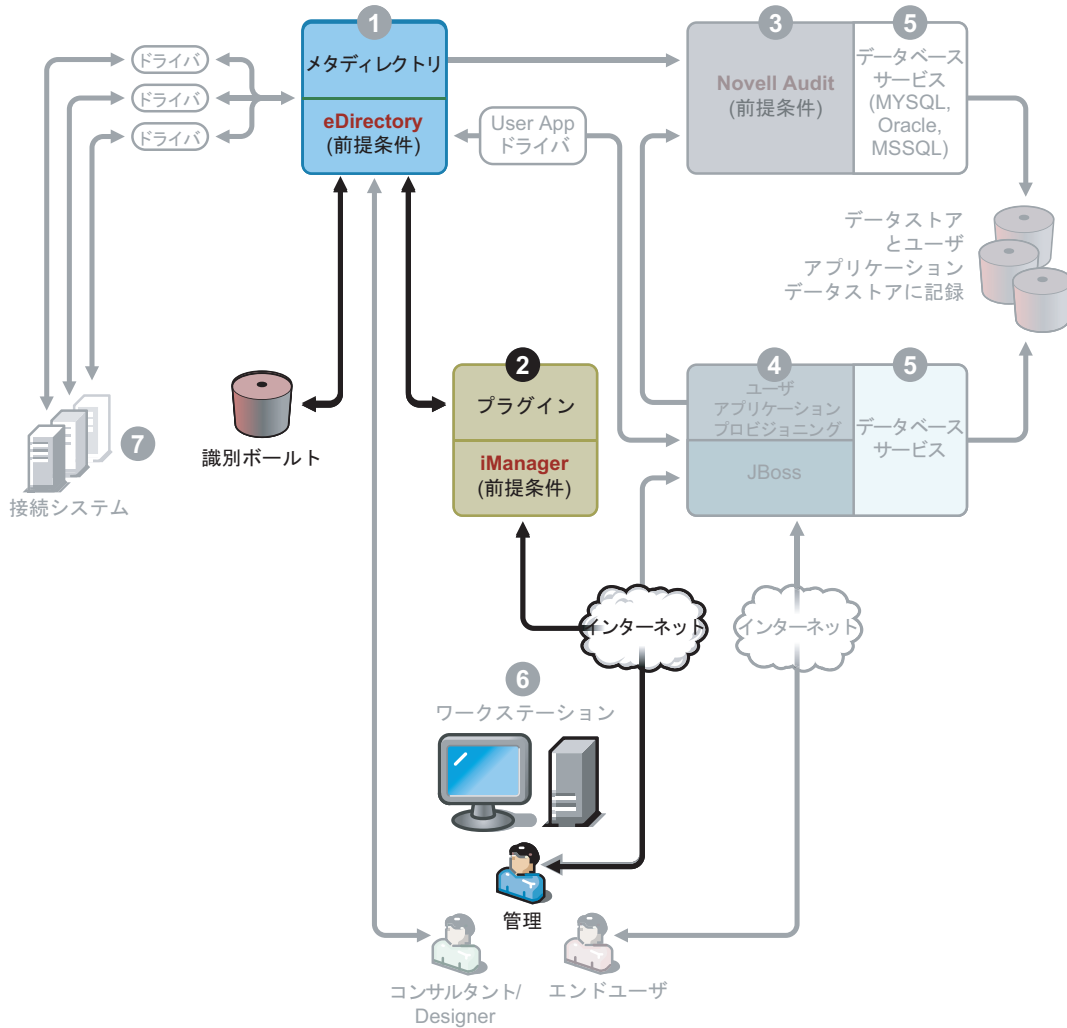 1
3
5
ドライバ
ドライバ
ドライバ
メタディレクトリ
eDirectory
(前提条件)
User App
ドライバ
Novell Audit
(前提条件)
データベース
サービス
(MYSQL,
Oracle,
MSSQL)
データストア
とユーザ
アプリケーション
データストアに記録
2
プラグイン
iManager
(前提条件)
4
5
ユーザ
アプリケーション
プロビジョニング
JBoss
データベース
サービス
識別ボールト
7
接続システム
インターネット
インターネット
6
ワークステーション
管理
コンサルタント/
Designer
エンドユーザ